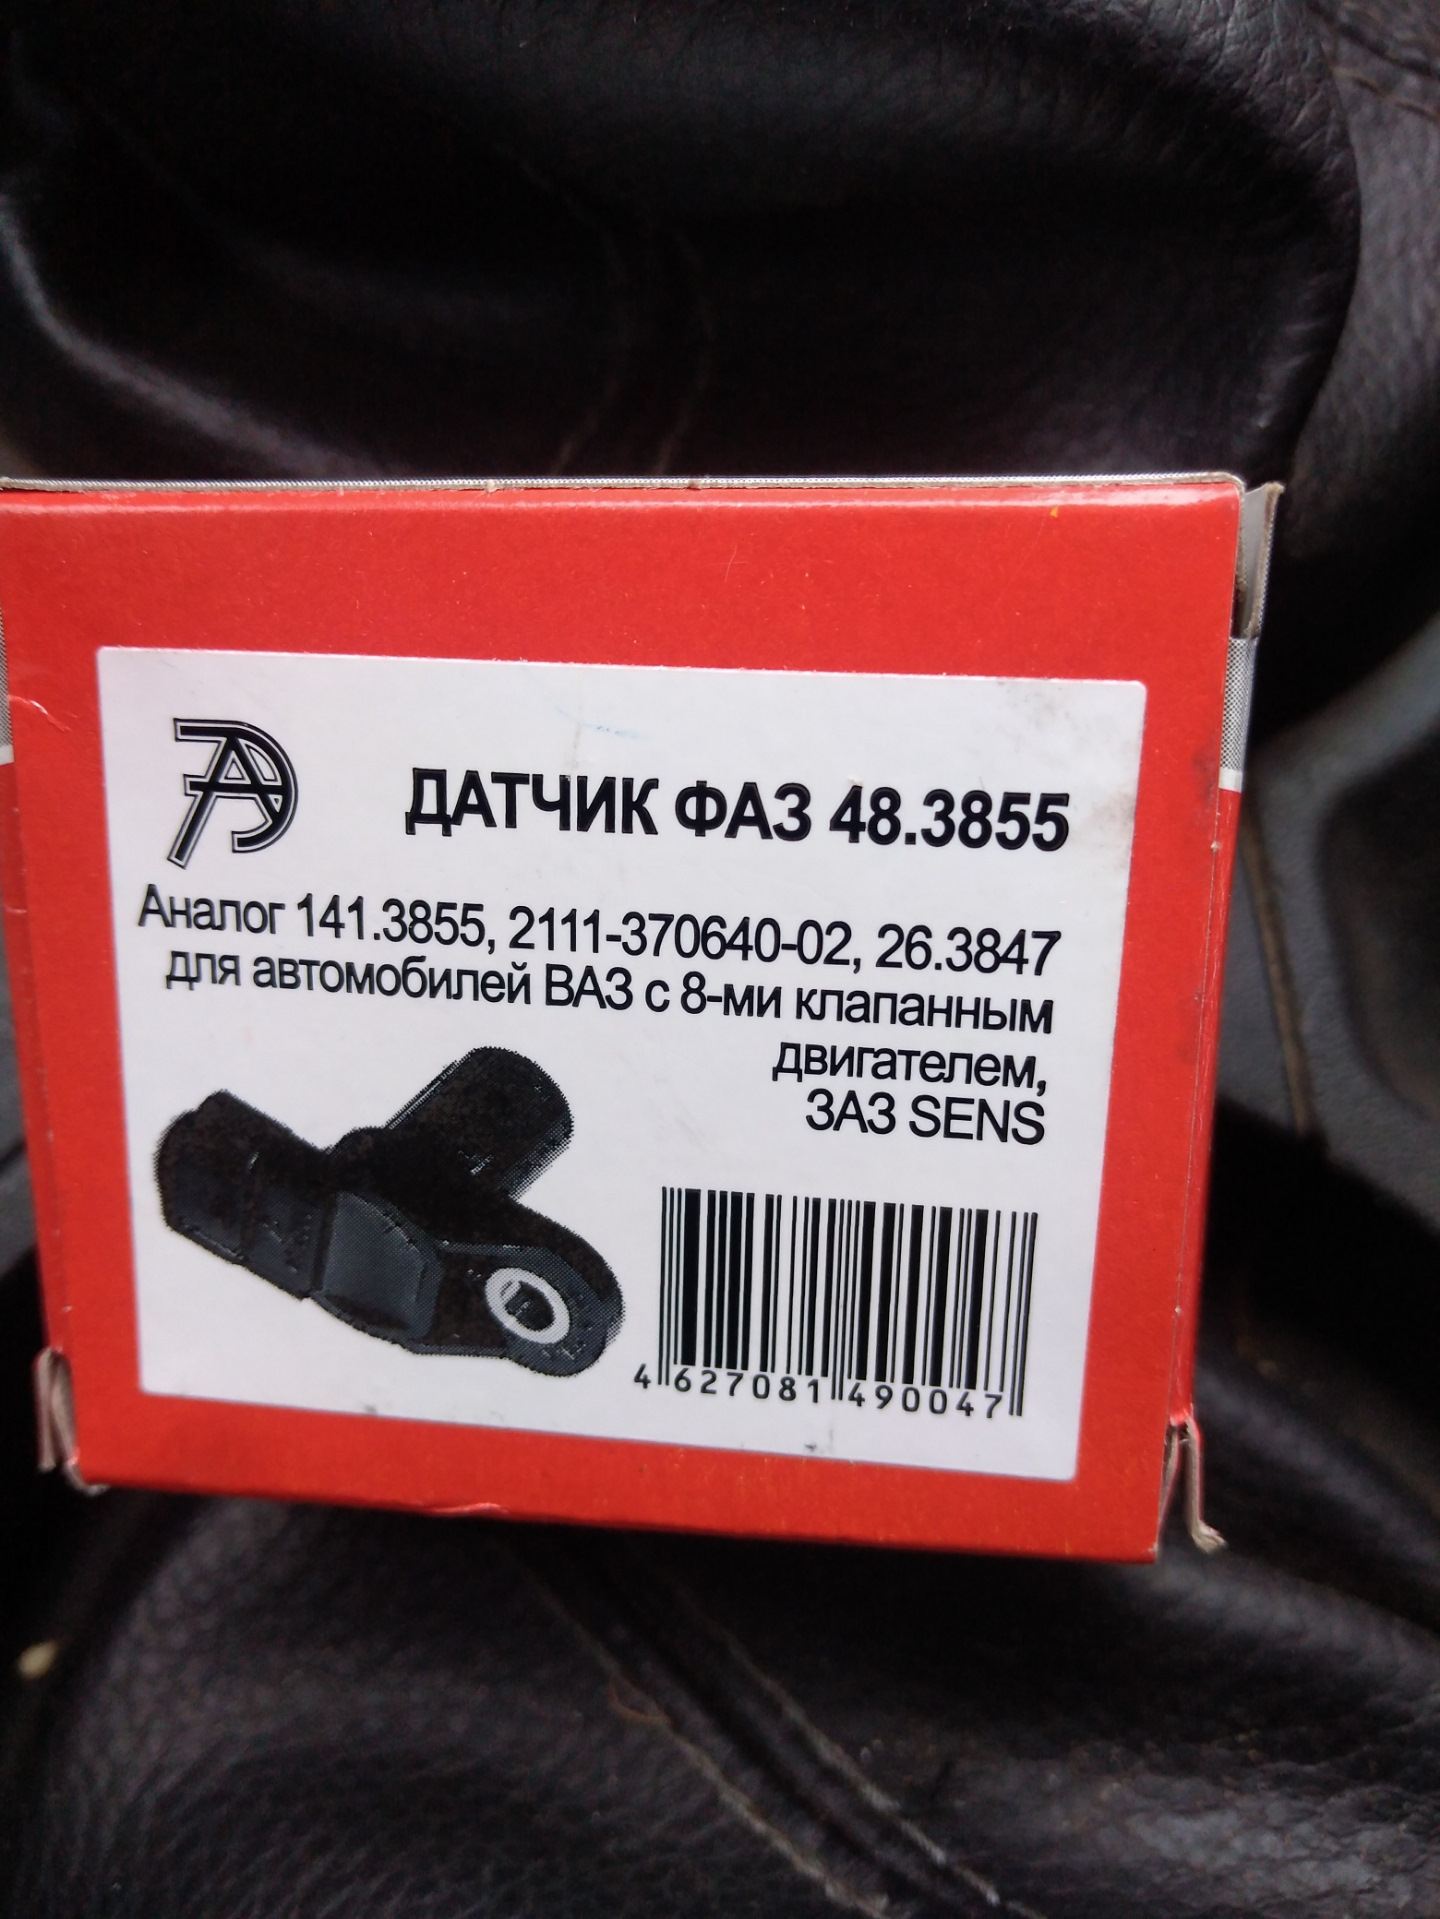 ДАТЧИК ФАЗ 48.3855
Аналог 141.3855, 2111-370640-02, 26.3847
для автомобилей ВАЗ с 8-ми клапанным
двигателем,
ЗАЗ SENS
4 627081 490047